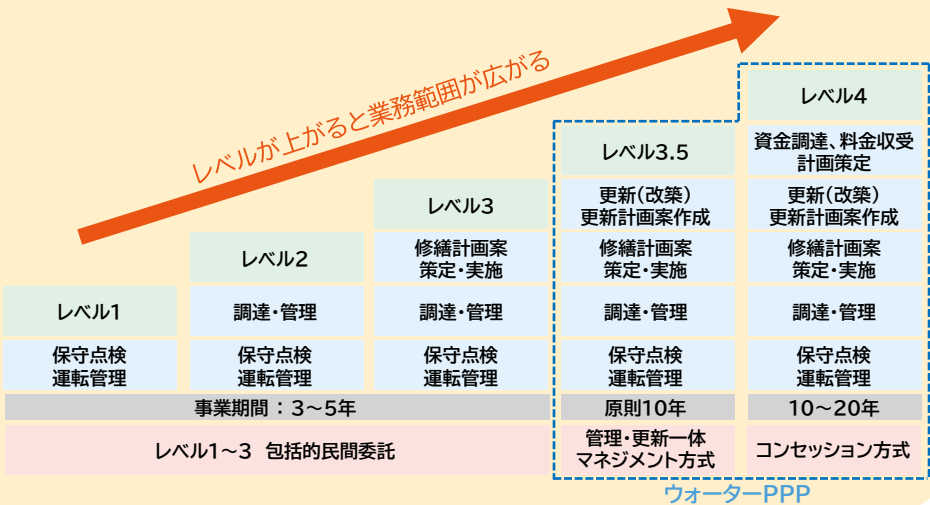 レベルが上がると業務範囲が広がる
レベル1
保守点検
運転管理
レベル2
調達・管理
保守点検
運転管理
レベル3
修繕計画案
策定・実施
調達・管理
保守点検
運転管理
レベル3.5
更新(改築)
更新計画案作成
修繕計画案
策定・実施
調達・管理
保守点検
運転管理
レベル4
資金調達、料金収受
計画策定
更新(改築)
更新計画案作成
修繕計画案
策定・実施
調達・管理
保守点検
運転管理
事業期間：3～5年
原則10年
10～20年
レベル1～3 包括的民間委託
管理・更新一体
マネジメント方式
コンセッション方式
ウォーターPPP